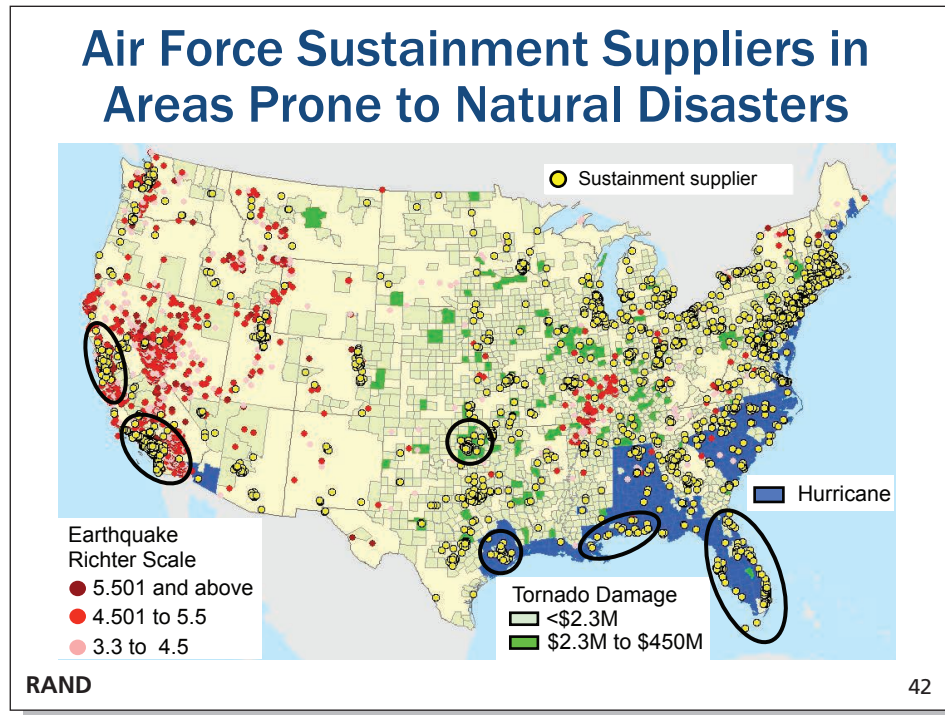 Air Force Sustainment Suppliers in
Areas Prone to Natural Disasters
Sustainment supplier
Hurricane
Earthquake
Richter Scale
5.501 and above
4.501 to 5.5
3.3 to 4.5
Tornado Damage
<$2.3M
$2.3M to $450M
RAND
42